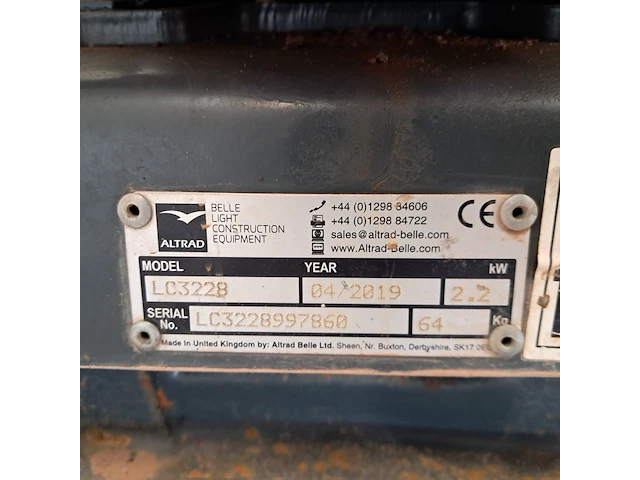 ALTRAD
BELLE
LIGHT
CONSTRUCTION
EQUIPMENT
+44 (0)1298 84606
+44 (0)1298 84722
sales@altrad-belle.com
www.Altrad-Belle.com
CE
MODEL YEAR kW
LC3228 04/2019 2.2
SERIAL No. LC3228997860 64 Kg
Made in United Kingdom by: Altrad Belle Ltd. Sheen, Nr. Buxton, Derbyshire, SK17